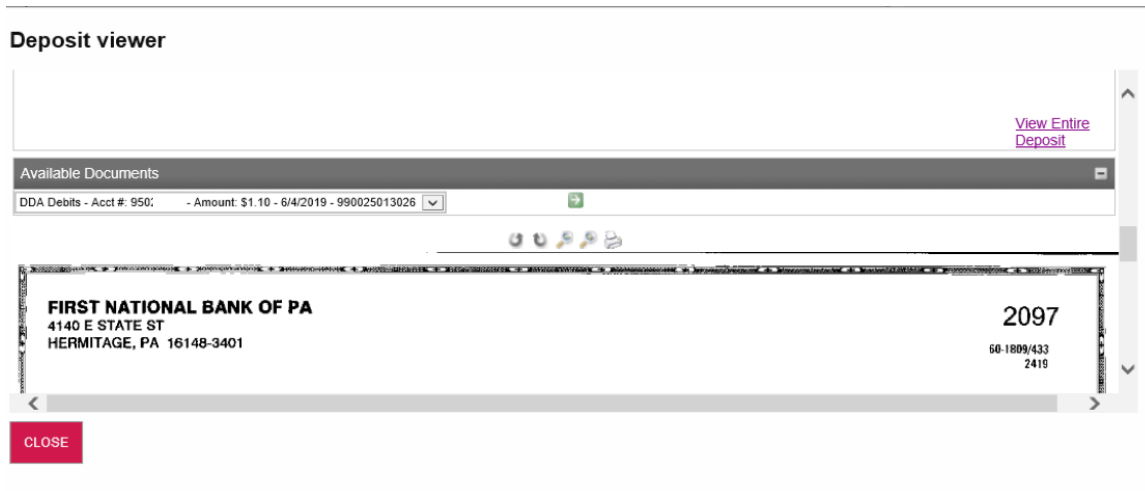 Deposit viewer
View Entire
Deposit
Available Documents
DDA Debits - Acct #: 9502 - Amount: $1.10 - 6/4/2019 - 990025013026
FIRST NATIONAL BANK OF PA
4140 E STATE ST
HERMITAGE, PA 16148-3401
2097
60-1809/433
2419
CLOSE